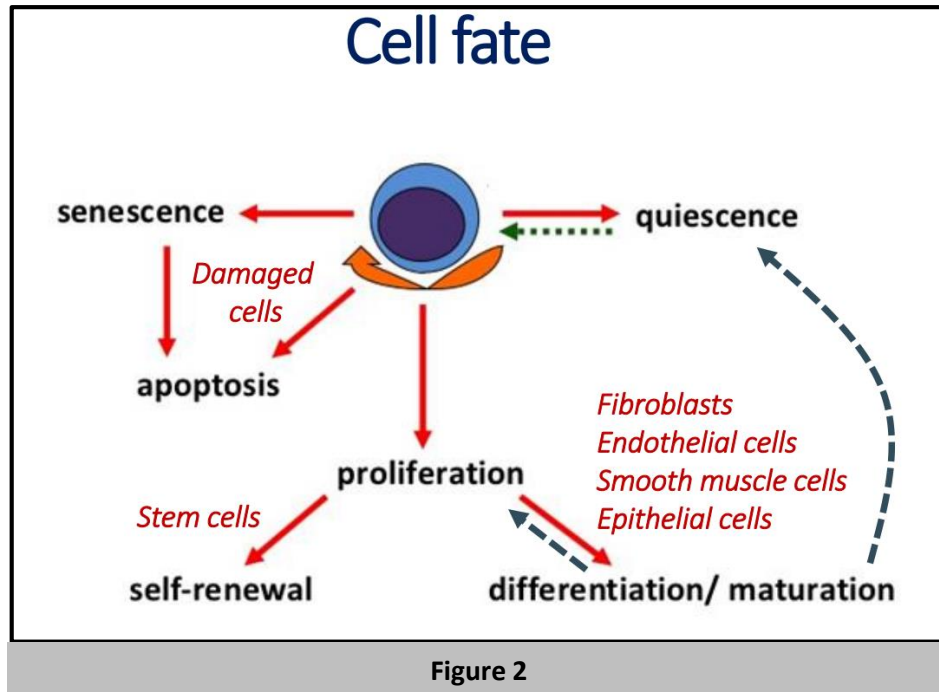 Cell fate
senescence
quiescence
Damaged
cells
apoptosis
Fibroblasts
Endothelial cells
Smooth muscle cells
Epithelial cells
proliferation
Stem cells
self-renewal
differentiation/ maturation
Figure 2